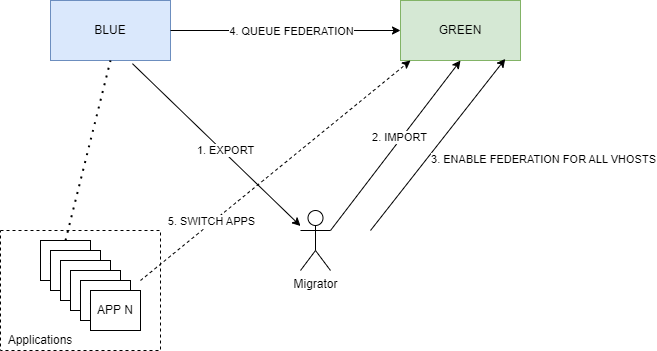 BLUE
4. QUEUE FEDERATION
GREEN
2. IMPORT
1. EXPORT
3. ENABLE FEDERATION FOR ALL VHOSTS
5. SWITCH APPS
Migrator
APP N
Applications